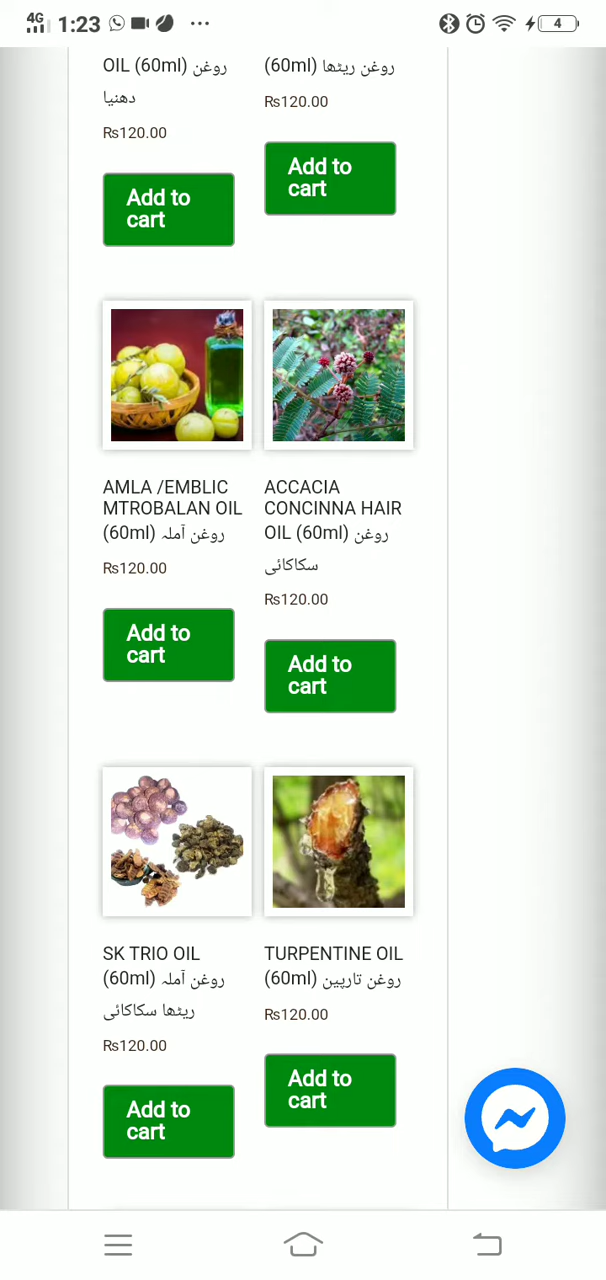 4G 1:23 4
OIL (60ml) روغن
دھنیا
Rs120.00
Add to
cart
(60ml) روغن ریٹھا
Rs120.00
Add to
cart
AMLA /EMBLIC
MTROBALAN OIL
(60ml) روغن آملہ
Rs120.00
Add to
cart
ACCACIA
CONCINNA HAIR
OIL (60ml) روغن
سکاکائی
Rs120.00
Add to
cart
SK TRIO OIL
(60ml) روغن آملہ
ریٹھا سکاکائی
Rs120.00
Add to
cart
TURPENTINE OIL
(60ml) روغن تارپین
Rs120.00
Add to
cart